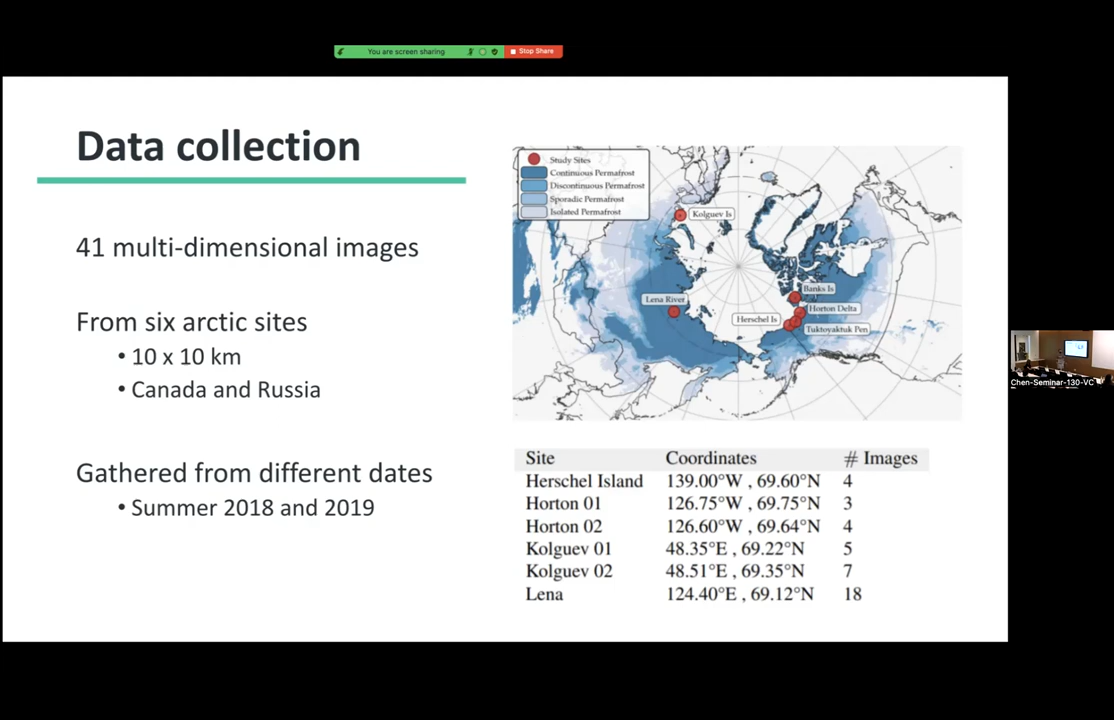 You are screen sharing
Stop Share
Data collection
41 multi-dimensional images
From six arctic sites
• 10 x 10 km
• Canada and Russia
Gathered from different dates
• Summer 2018 and 2019
Study Sites
Continuous Permafrost
Discontinuous Permafrost
Sporadic Permafrost
Isolated Permafrost
Kolguev Is
Lena River
Banks Is
Horton Delta
Herschel Is
Tuktoyaktuk Pen
Site Coordinates # Images
Herschel Island 139.00°W , 69.60°N 4
Horton 01 126.75°W , 69.75°N 3
Horton 02 126.60°W , 69.64°N 4
Kolguev 01 48.35°E , 69.22°N 5
Kolguev 02 48.51°E , 69.35°N 7
Lena 124.40°E , 69.12°N 18
Chen-Seminar-130-VC